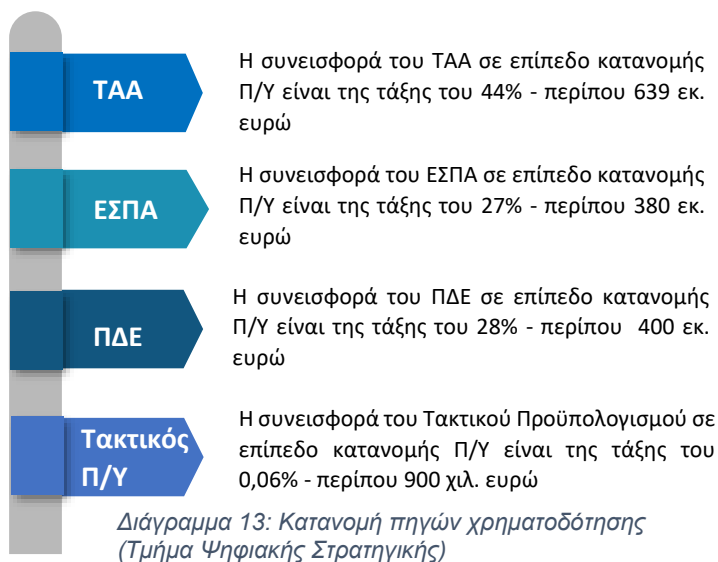 ΤΑΑ
Η συνεισφορά του ΤΑΑ σε επίπεδο κατανομής
Π/Υ είναι της τάξης του 44% - περίπου 639 εκ.
ευρώ
ΕΣΠΑ
Η συνεισφορά του ΕΣΠΑ σε επίπεδο κατανομής
Π/Υ είναι της τάξης του 27% - περίπου 380 εκ.
ευρώ
ΠΔΕ
Η συνεισφορά του ΠΔΕ σε επίπεδο κατανομής
Π/Υ είναι της τάξης του 28% - περίπου 400 εκ.
ευρώ
Τακτικός
Π/Υ
Η συνεισφορά του Τακτικού Προϋπολογισμού σε
επίπεδο κατανομής Π/Υ είναι της τάξης του
0,06% - περίπου 900 χιλ. ευρώ
Διάγραμμα 13: Κατανομή πηγών χρηματοδότησης
(Τμήμα Ψηφιακής Στρατηγικής)